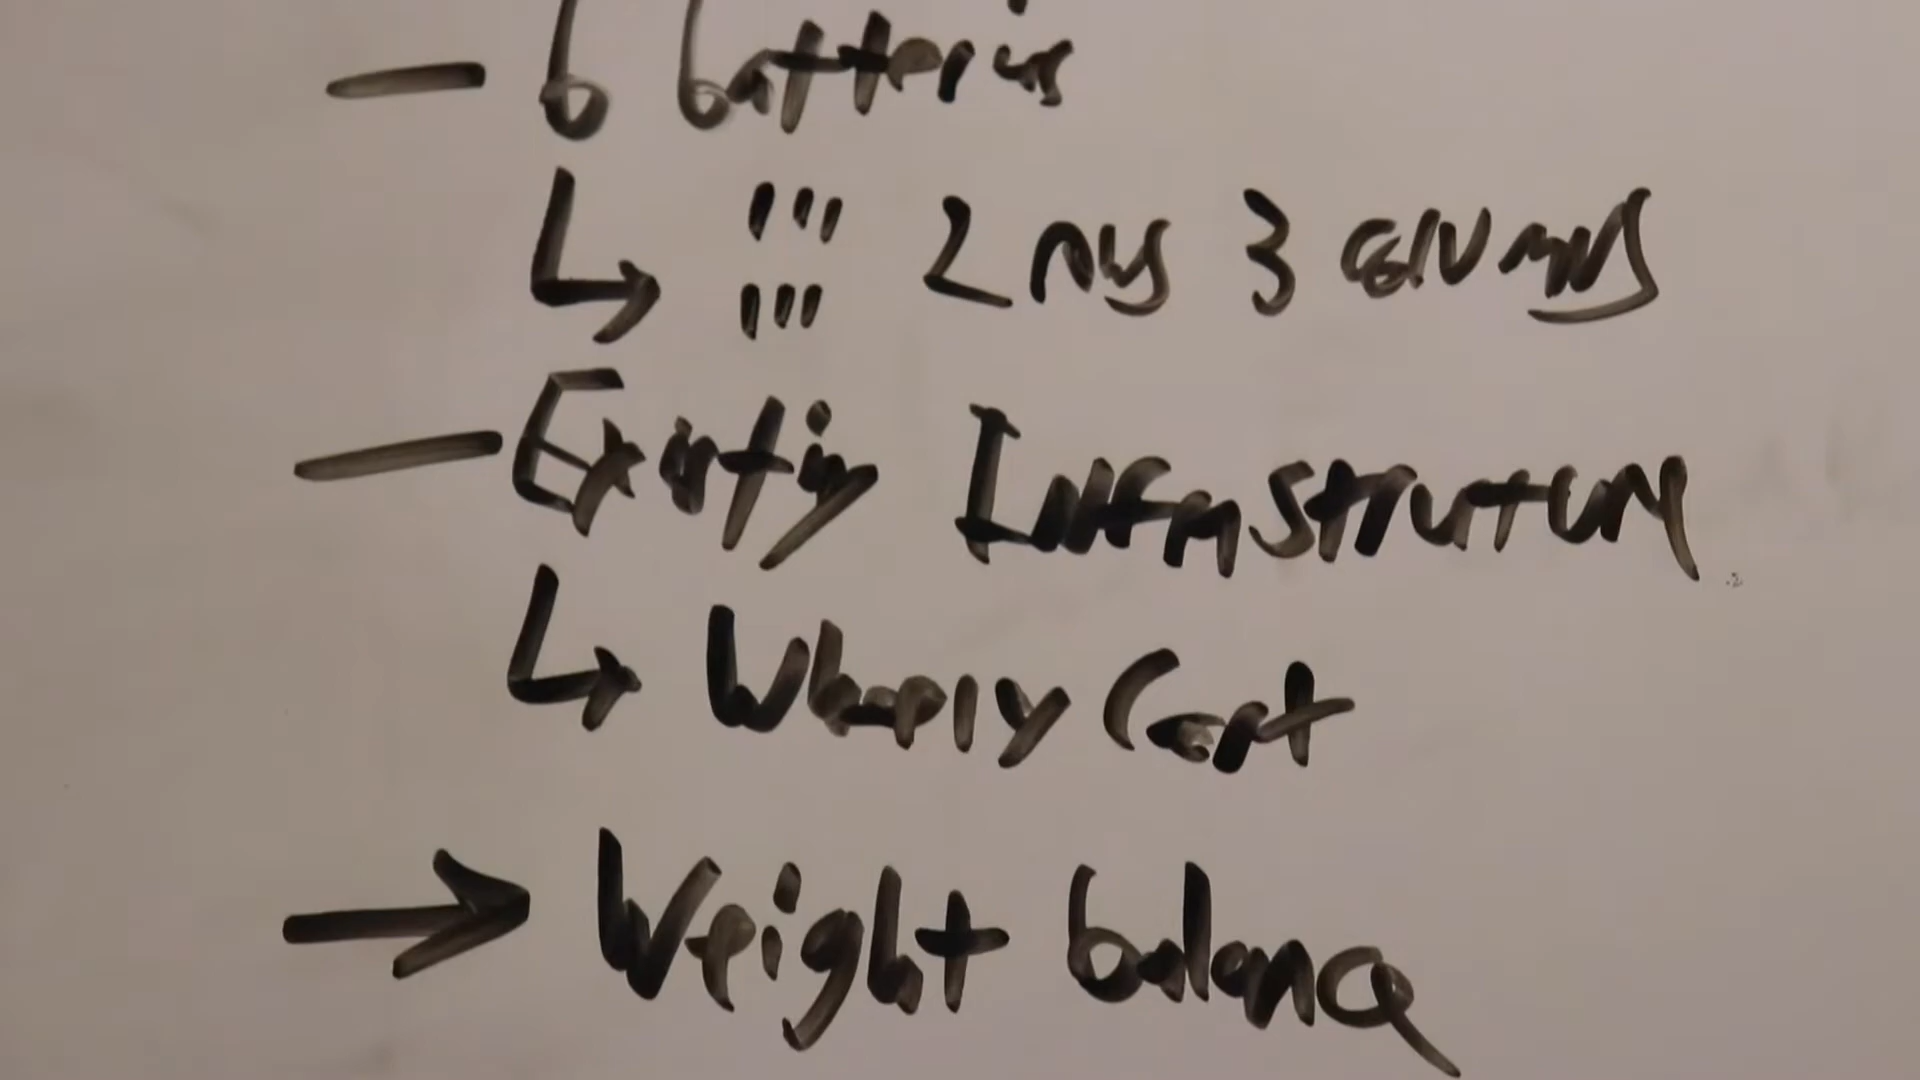 — 6 batteries
↳ ''' 2 rows 3 columns
'''
— Existing Infrastructure
↳ Wheely Cart
→ Weight balance